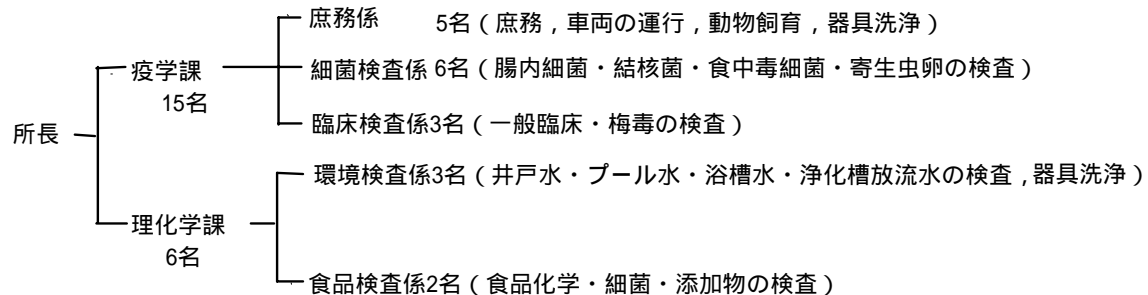 庶務係 5名（庶務，車両の運行，動物飼育，器具洗浄）
疫学課 細菌検査係 6名（腸内細菌・結核菌・食中毒細菌・寄生虫卵の検査）
15名
臨床検査係3名（一般臨床・梅毒の検査）
所長
環境検査係3名（井戸水・プール水・浴槽水・浄化槽放流水の検査，器具洗浄）
理化学課
6名
食品検査係2名（食品化学・細菌・添加物の検査）